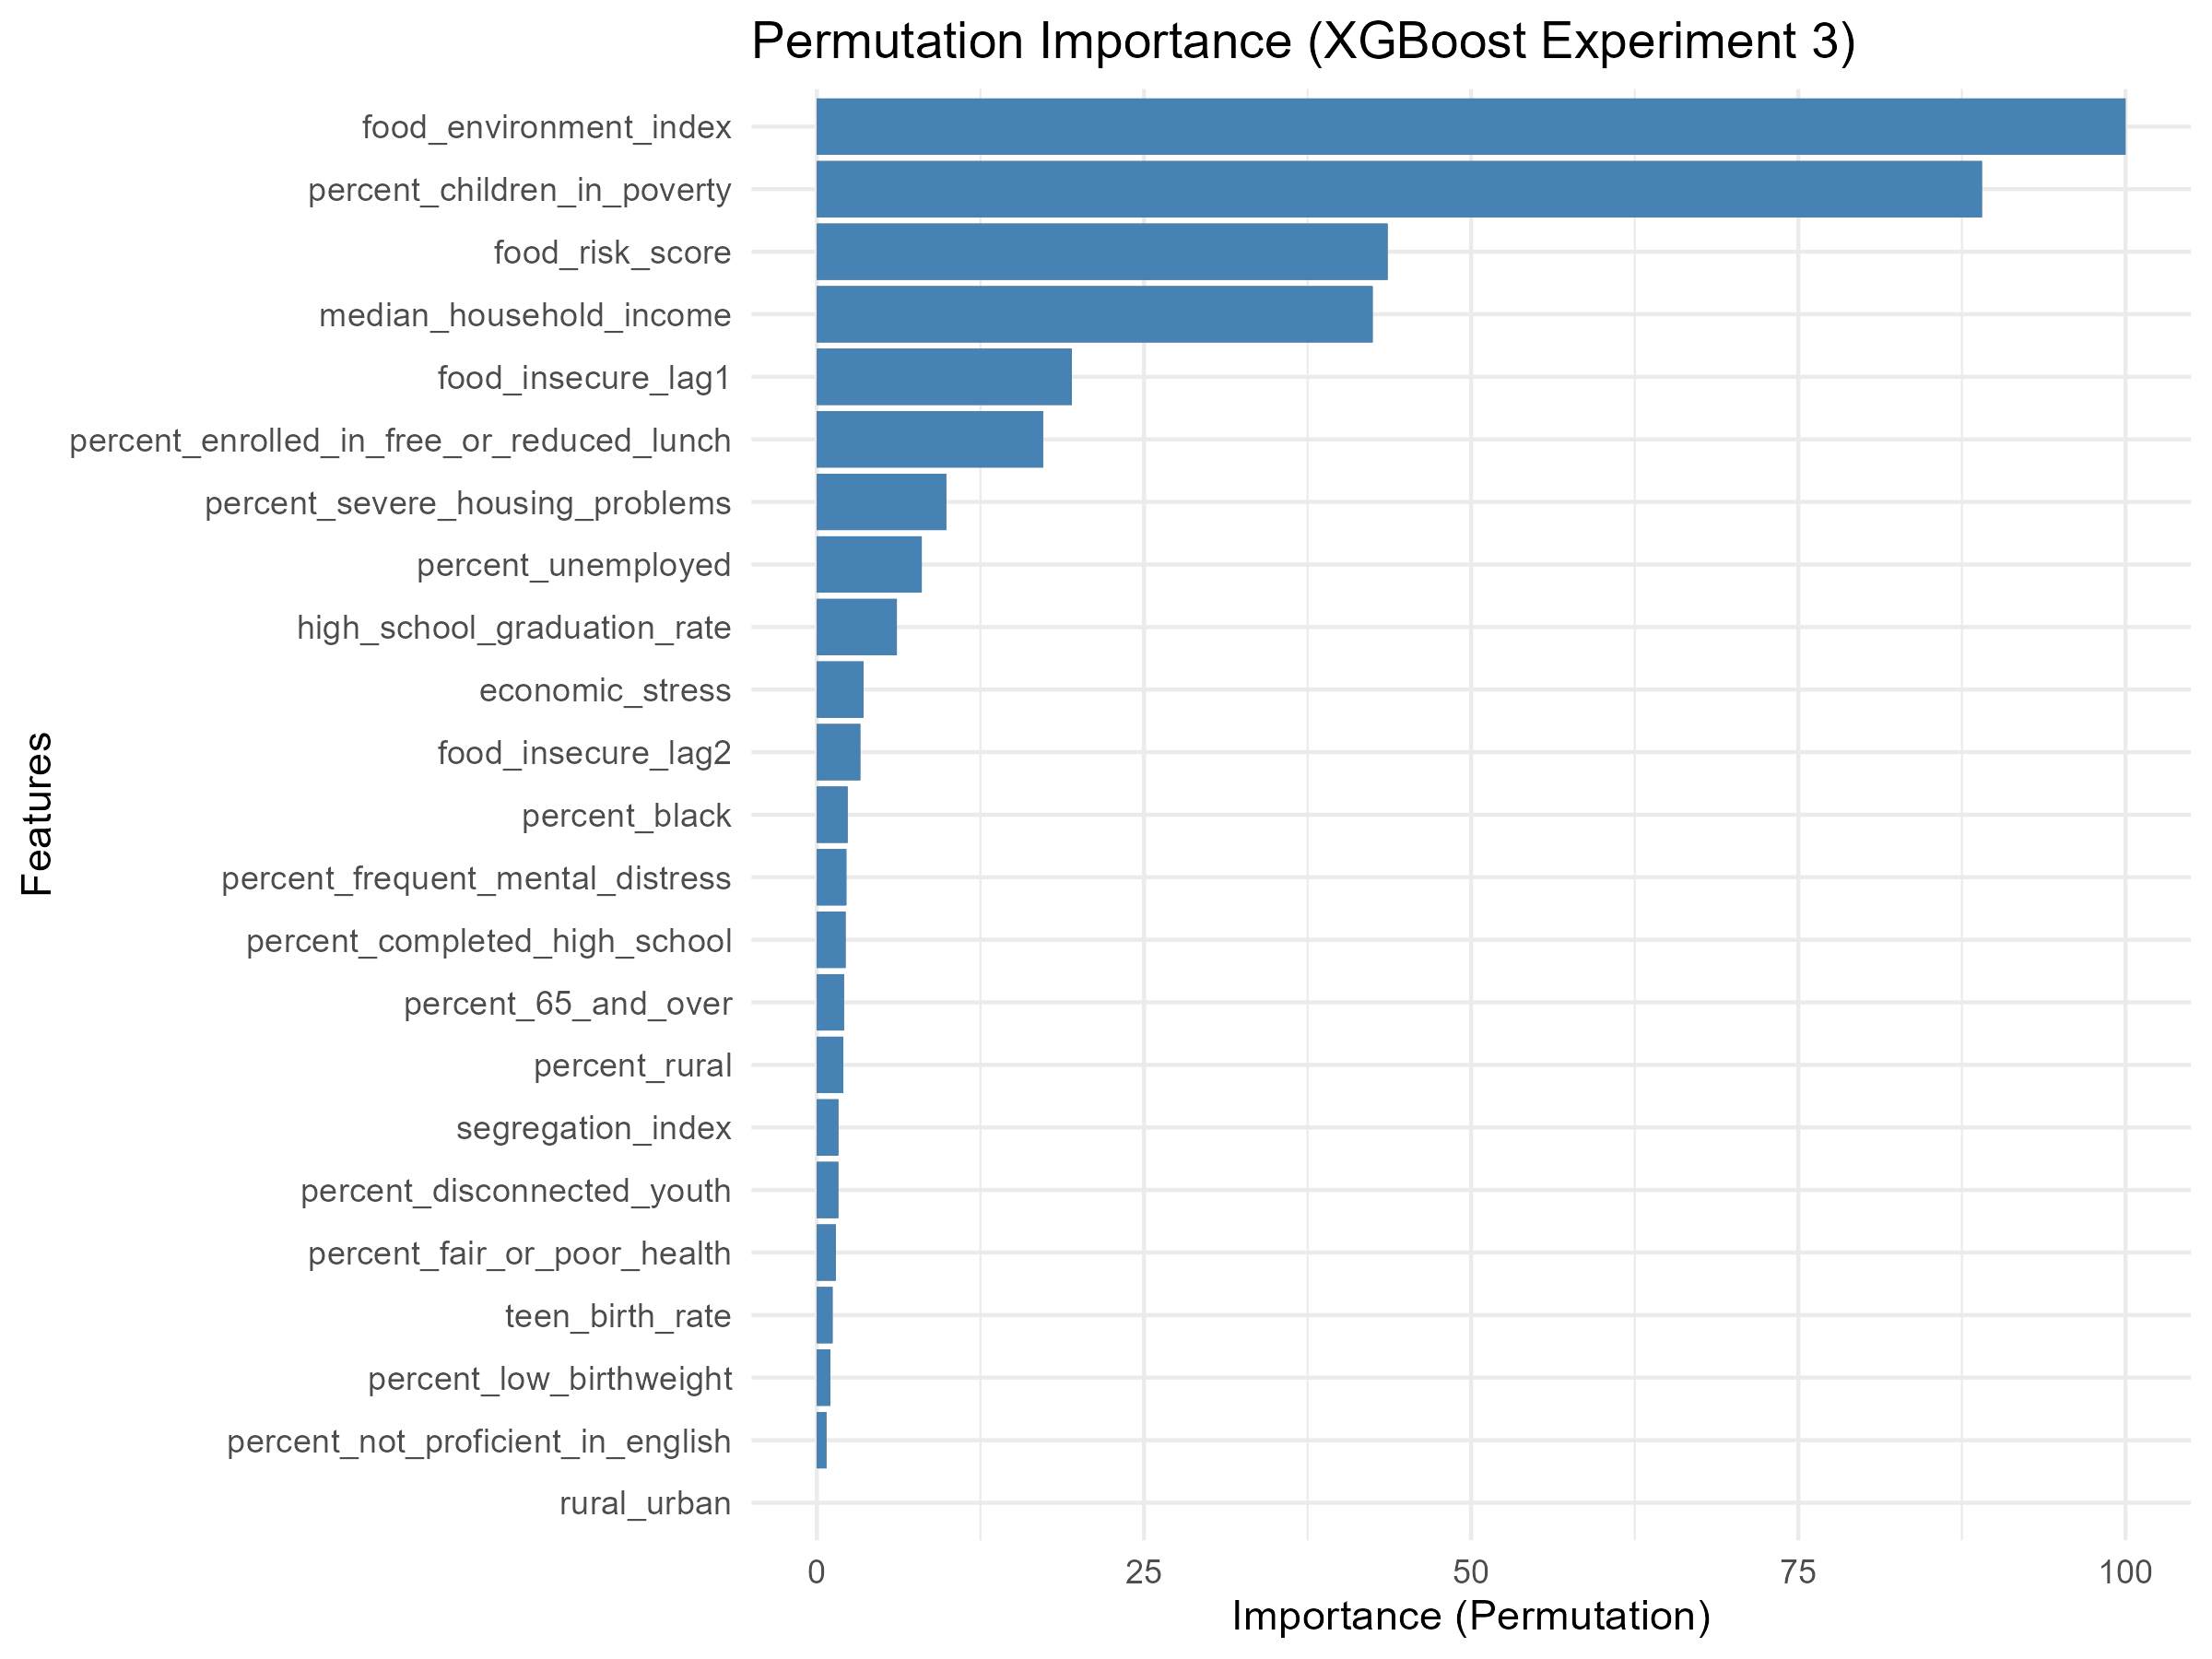 Permutation Importance (XGBoost Experiment 3)
food_environment_index
percent_children_in_poverty
food_risk_score
median_household_income
food_insecure_lag1
percent_enrolled_in_free_or_reduced_lunch
percent_severe_housing_problems
percent_unemployed
high_school_graduation_rate
economic_stress
food_insecure_lag2
percent_black
percent_frequent_mental_distress
percent_completed_high_school
percent_65_and_over
percent_rural
segregation_index
percent_disconnected_youth
percent_fair_or_poor_health
teen_birth_rate
percent_low_birthweight
percent_not_proficient_in_english
rural_urban
Features
0 25 50 75 100
Importance (Permutation)